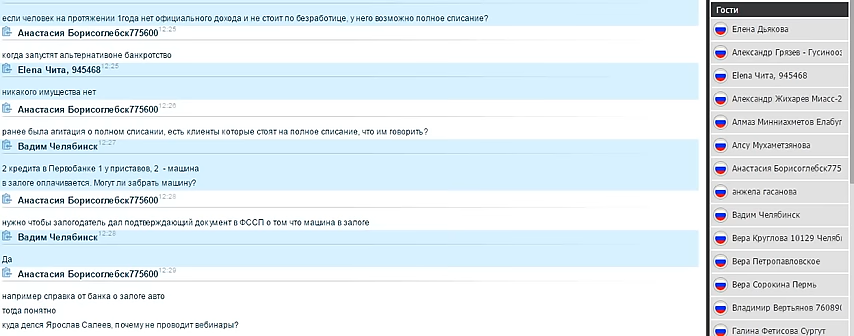 если человек на протяжении 1года нет официального дохода и не стоит по безработице, у него возможно полное списание?
Анастасия Борисоглебск775600 12:25
когда запустят альтернативоне банкротство
Elena Чита, 945468 12:25
никакого имущества нет
Анастасия Борисоглебск775600 12:26
ранее была агитация о полном списании, есть клиенты которые стоят на полное списание, что им говорить?
Вадим Челябинск 12:27
2 кредита в Первобанке 1 у приставов, 2 - машина
в залоге оплачивается. Могут ли забрать машину?
Анастасия Борисоглебск775600 12:28
нужно чтобы залогодатель дал подтверждающий документ в ФССП о том что машина в залоге
Вадим Челябинск 12:28
Да
Анастасия Борисоглебск775600 12:29
например справка от банка о залоге авто
тогда понятно
куда делся Ярослав Салеев, почему не проводит вебинары?
Гости
Елена Дьякова
Александр Грязев - Гусиноо
Elena Чита, 945468
Александр Жихарев Миасс-2
Алмаз Миннихметов Елабуг
Алсу Мухаметзянова
Анастасия Борисоглебск775
анжела гасанова
Вадим Челябинск
Вера Круглова 10129 Челяб
Вера Петропавловское
Вера Сорокина Пермь
Владимир Вертьянов 76089
Галина Фетисова Сургут